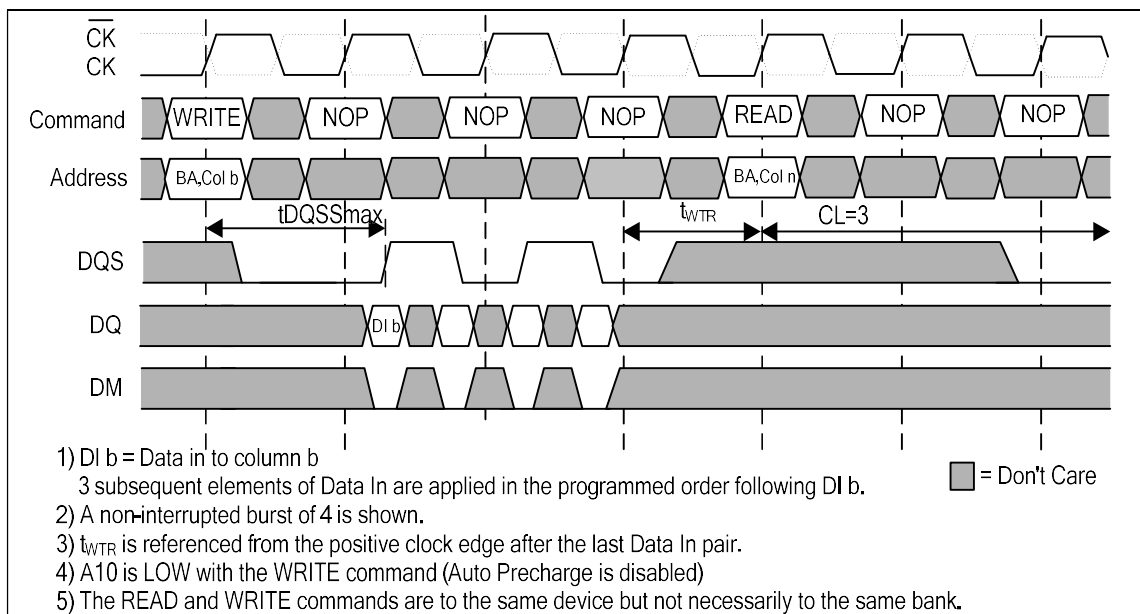 CK
CK
Command WRITE NOP NOP NOP READ NOP NOP
Address BA,Col b BA,Col n
tDQSSmax tWTR CL=3
DQS
DQ DI b
DM
1) DI b = Data in to column b
3 subsequent elements of Data In are applied in the programmed order following DI b.
= Don't Care
2) A non-interrupted burst of 4 is shown.
3) tWTR is referenced from the positive clock edge after the last Data In pair.
4) A10 is LOW with the WRITE command (Auto Precharge is disabled)
5) The READ and WRITE commands are to the same device but not necessarily to the same bank.